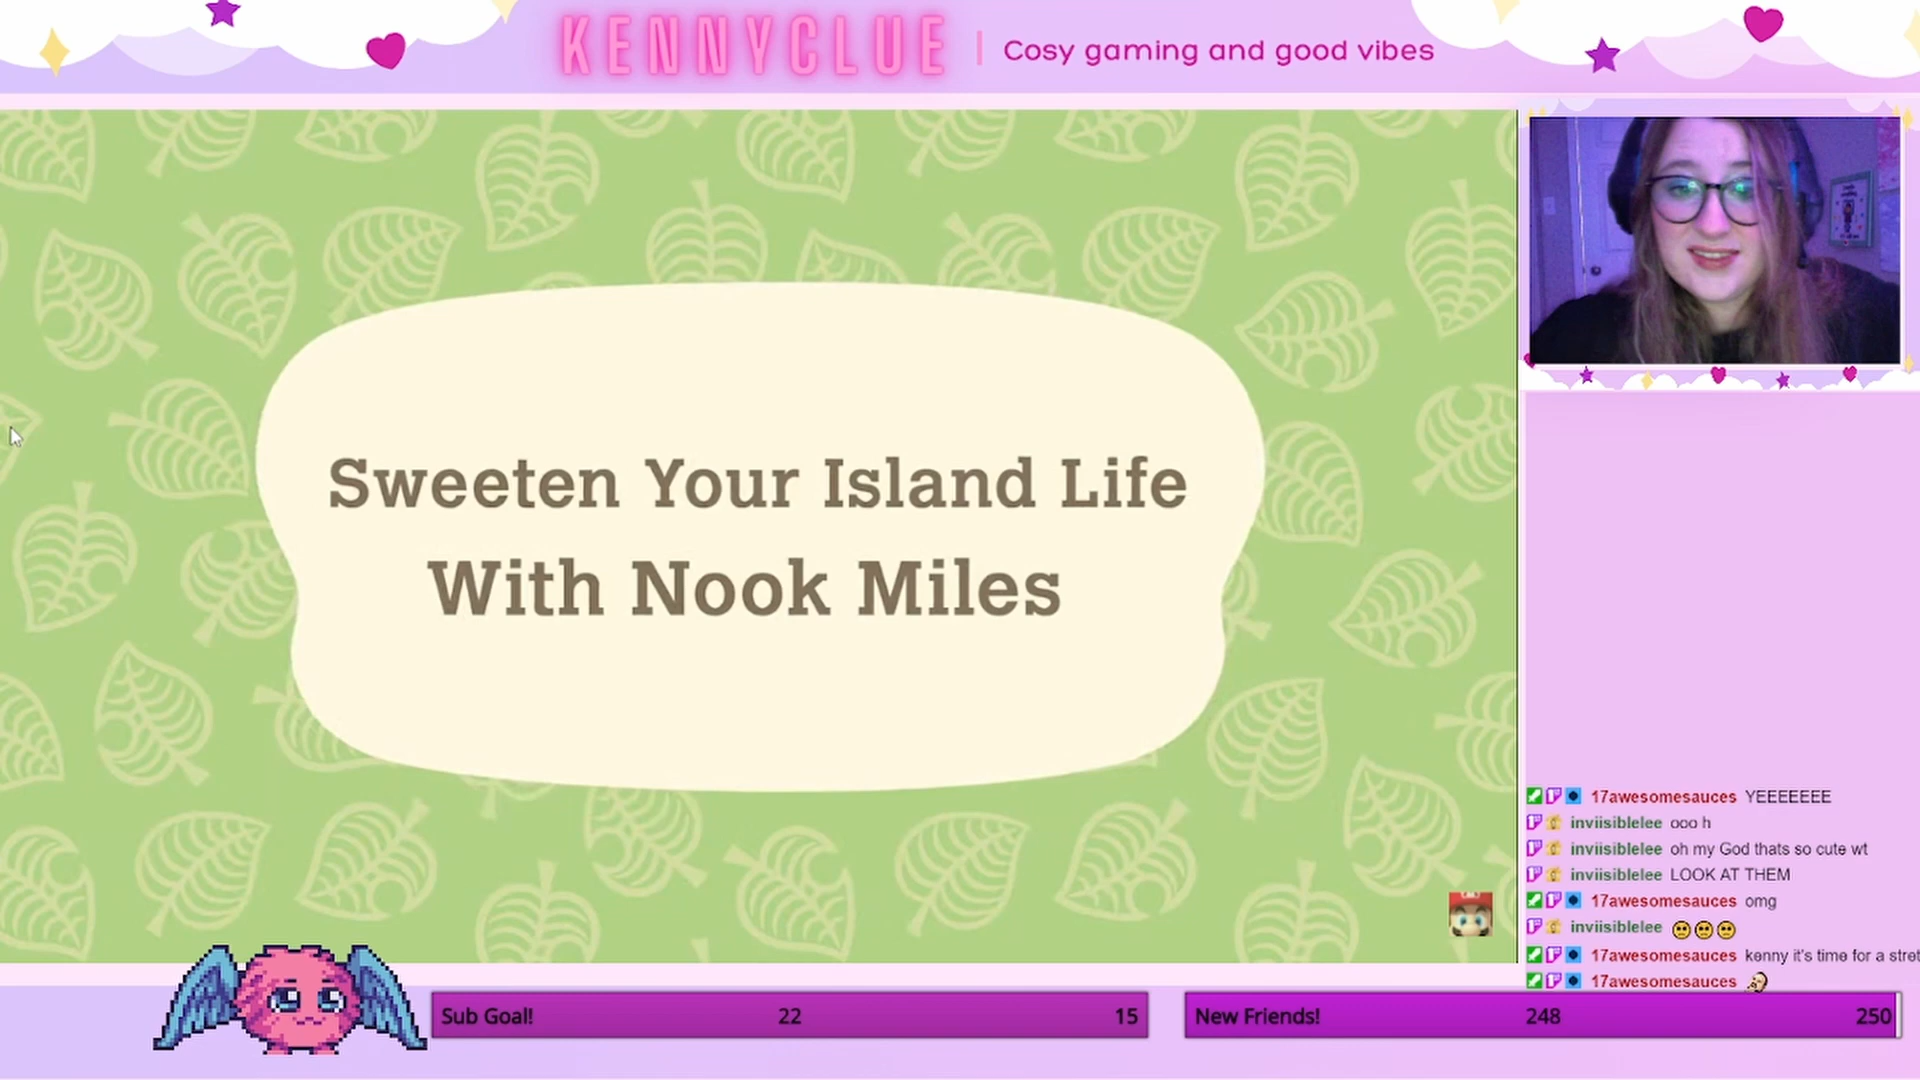 KENNYCLUE | Cosy gaming and good vibes
Sweeten Your Island Life
With Nook Miles
17awesomesauces YEEEEEEE
inviisiblelee ooo h
inviisiblelee oh my God thats so cute wt
inviisiblelee LOOK AT THEM
17awesomesauces omg
inviisiblelee
17awesomesauces kenny it's time for a stret
17awesomesauces
Sub Goal! 22 15
New Friends! 248 250